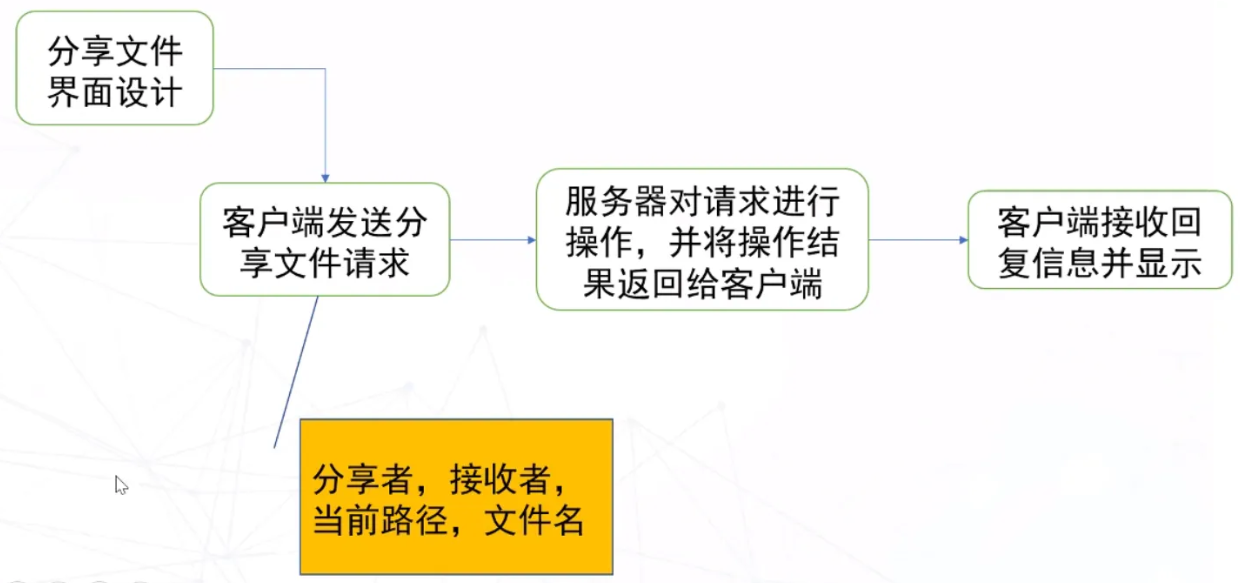 分享文件
界面设计
客户端发送分
享文件请求
服务器对请求进行
操作，并将操作结
果返回给客户端
客户端接收回
复信息并显示
分享者，接收者，
当前路径，文件名